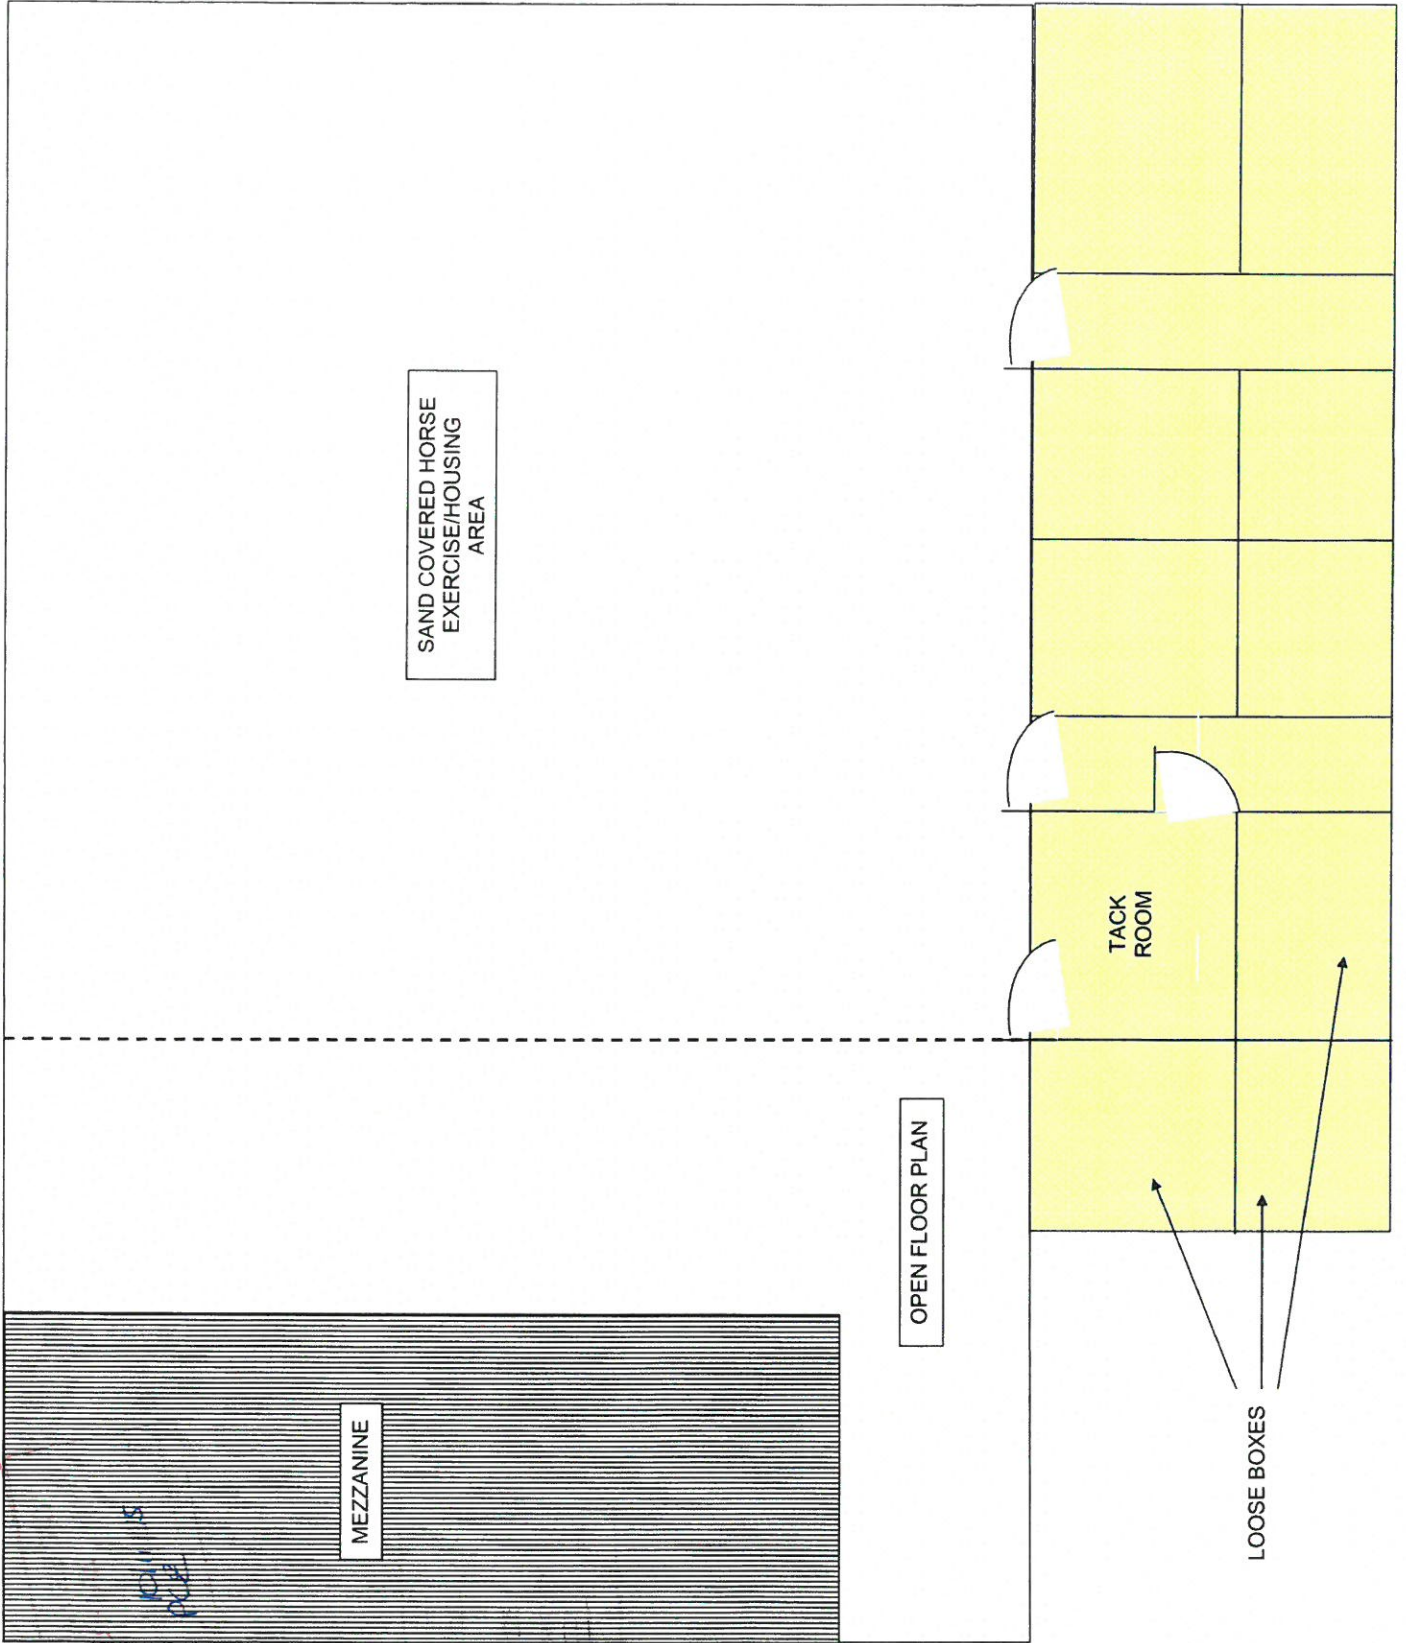 SAND COVERED HORSE
EXERCISE/HOUSING
AREA
TACK
ROOM
OPEN FLOOR PLAN
MEZZANINE
LOOSE BOXES